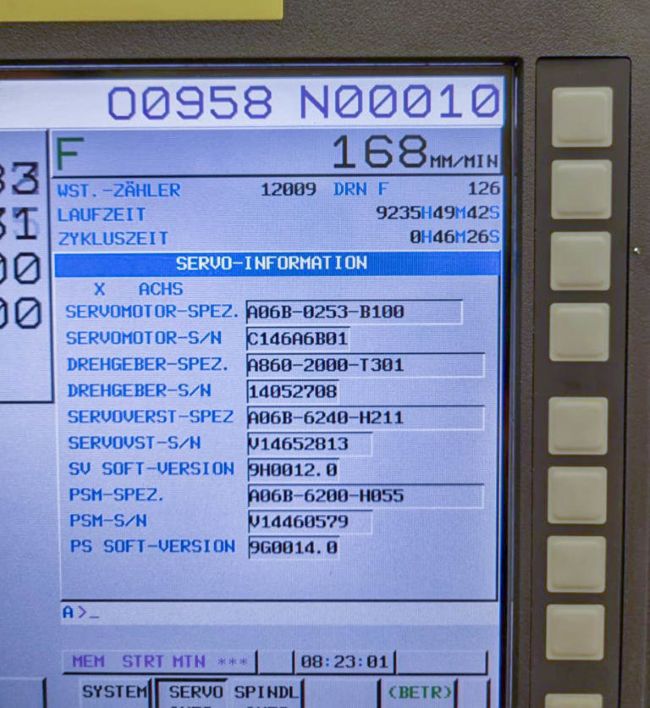 O0958 N00010
F 168 MM/MIN
WST.-ZÄHLER 12009 DRN F 126
LAUFZEIT 9235H49M42S
ZYKLUSZEIT 0H46M26S
SERVO-INFORMATION
X ACHS
SERVOMOTOR-SPEZ. A06B-0253-B100
SERVOMOTOR-S/N C146A6B01
DREHGEBER-SPEZ. A860-2000-T301
DREHGEBER-S/N 14052708
SERVOVERST-SPEZ A06B-6240-H211
SERVOVST-S/N V14652813
SV SOFT-VERSION 9H0012.0
PSM-SPEZ. A06B-6200-H055
PSM-S/N V14460579
PS SOFT-VERSION 9G0014.0
A>_
MEM STRT MTN *** 08:23:01
SYSTEM SERVO SPINDL (BETR)